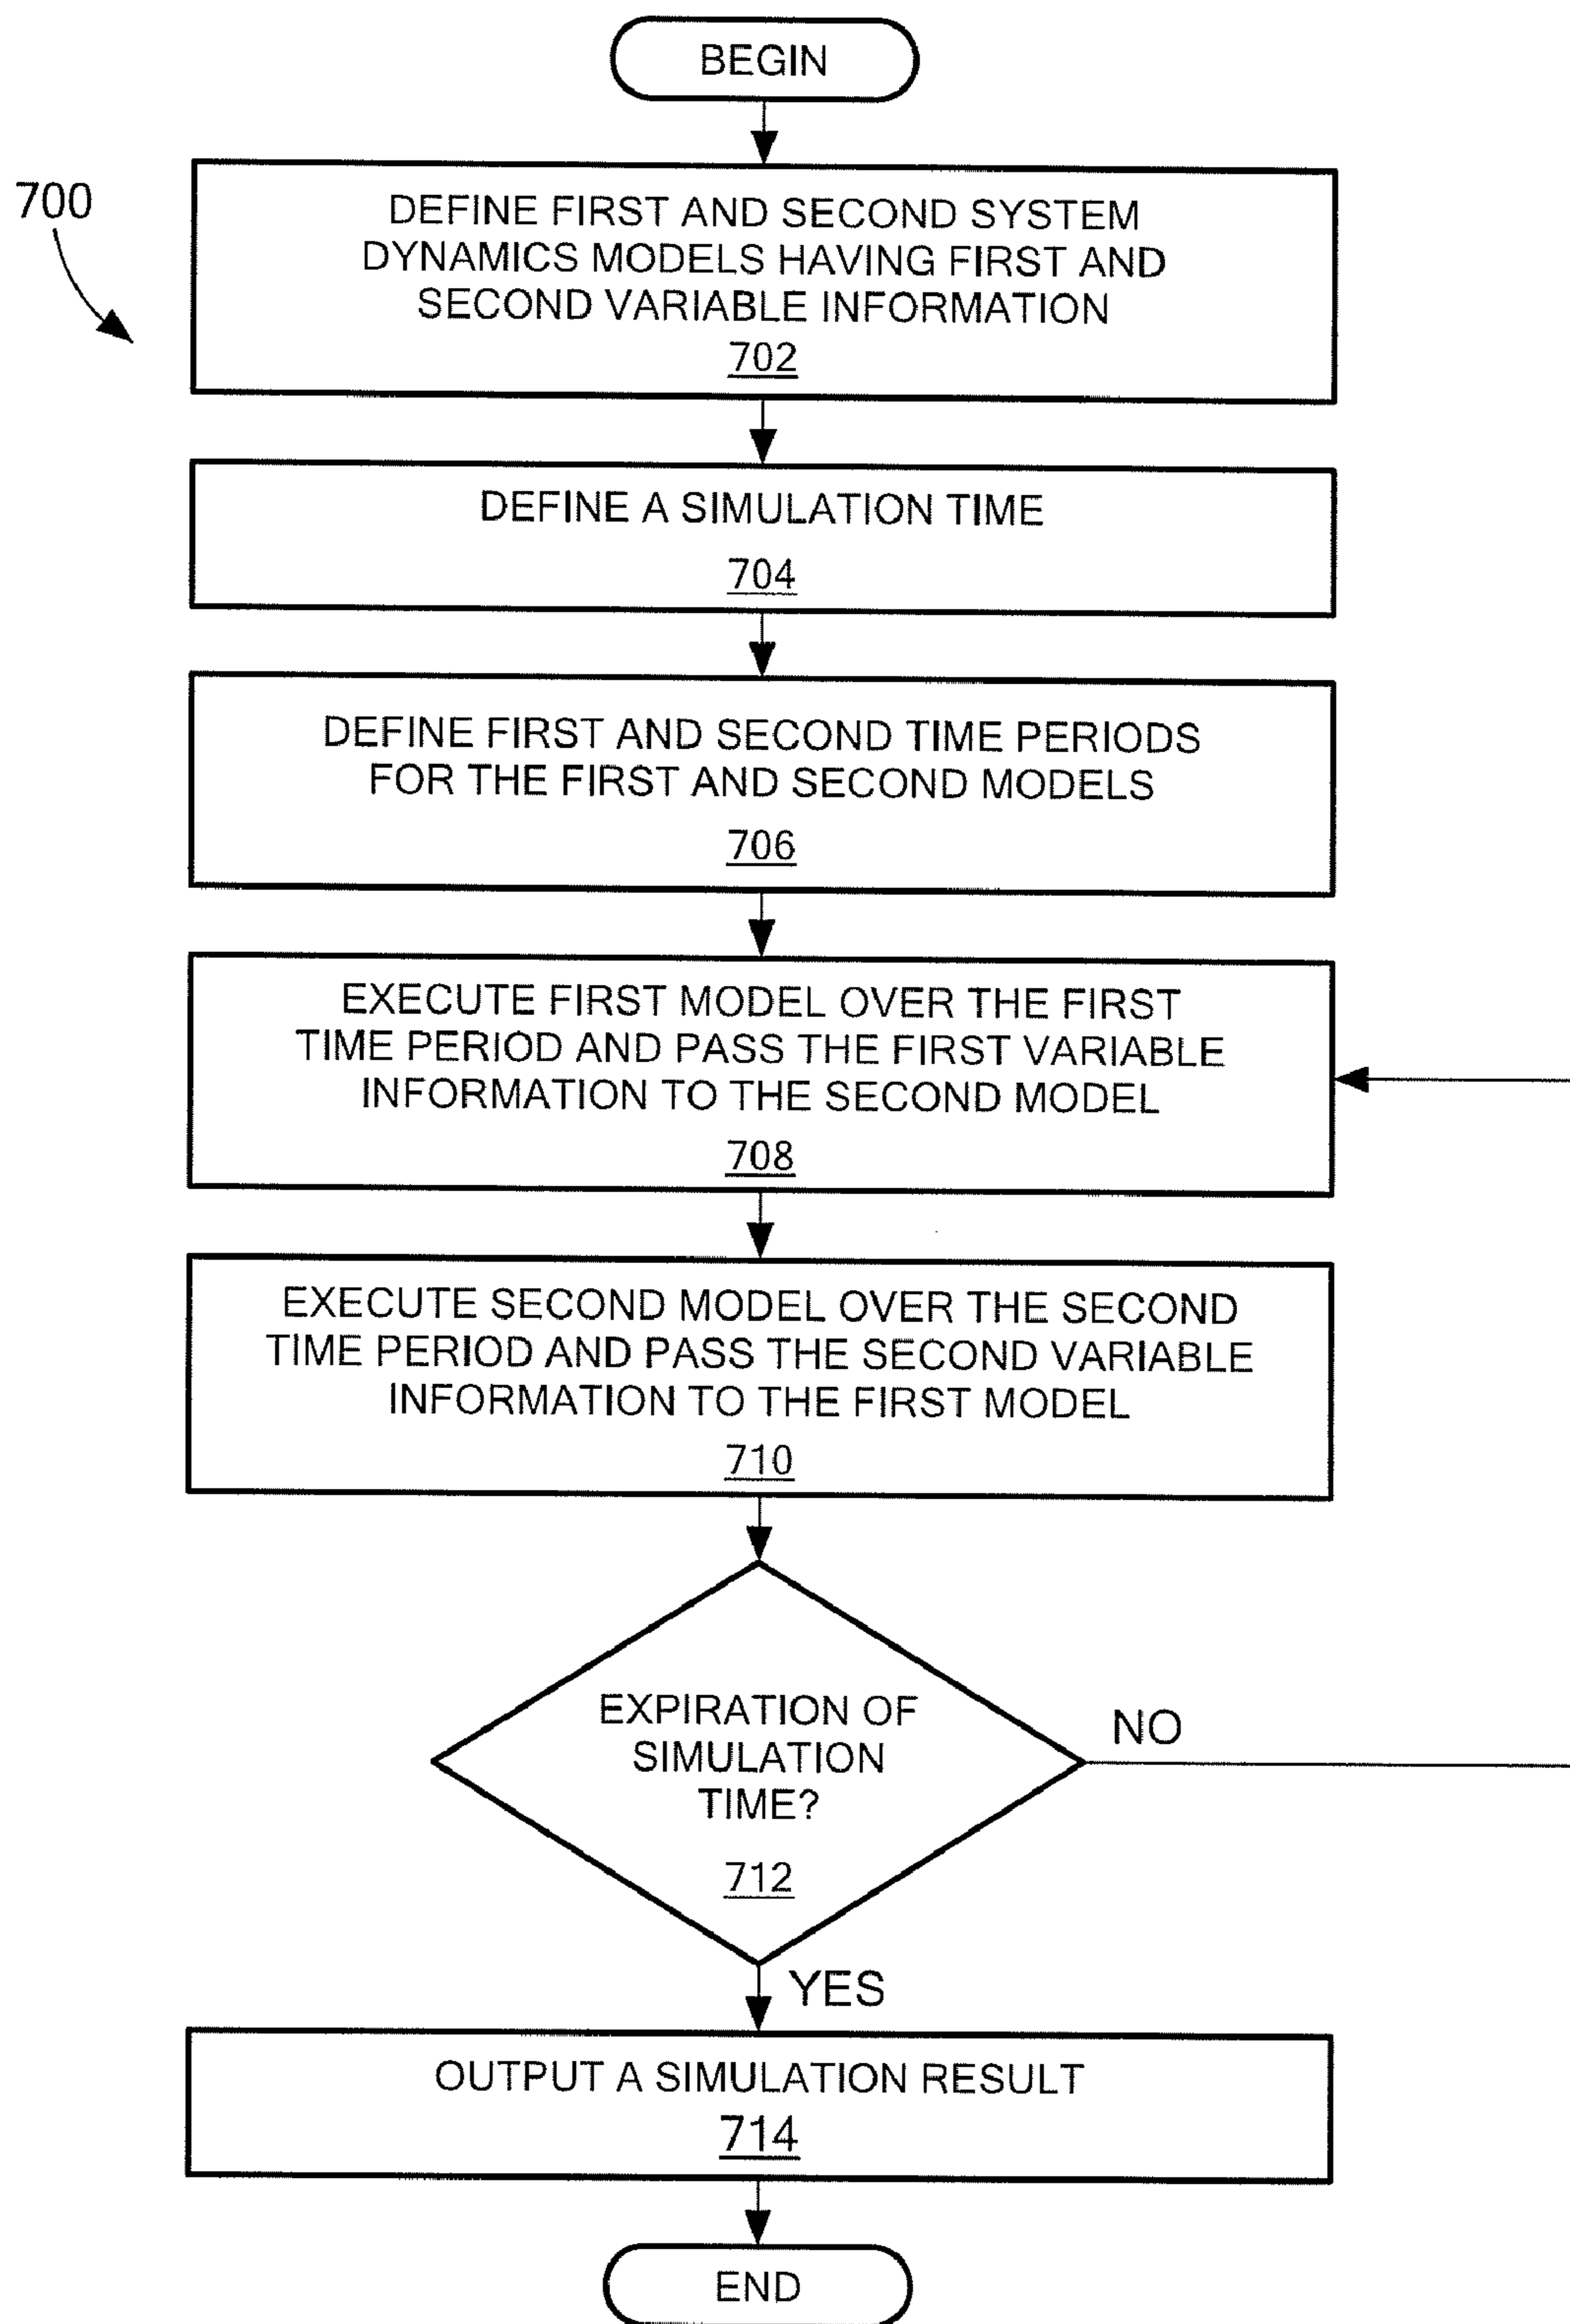 BEGIN
700
DEFINE FIRST AND SECOND SYSTEM
DYNAMICS MODELS HAVING FIRST AND
SECOND VARIABLE INFORMATION
702
DEFINE A SIMULATION TIME
704
DEFINE FIRST AND SECOND TIME PERIODS
FOR THE FIRST AND SECOND MODELS
706
EXECUTE FIRST MODEL OVER THE FIRST
TIME PERIOD AND PASS THE FIRST VARIABLE
INFORMATION TO THE SECOND MODEL
708
EXECUTE SECOND MODEL OVER THE SECOND
TIME PERIOD AND PASS THE SECOND VARIABLE
INFORMATION TO THE FIRST MODEL
710
EXPIRATION OF
SIMULATION
TIME?
712
NO
YES
OUTPUT A SIMULATION RESULT
714
END